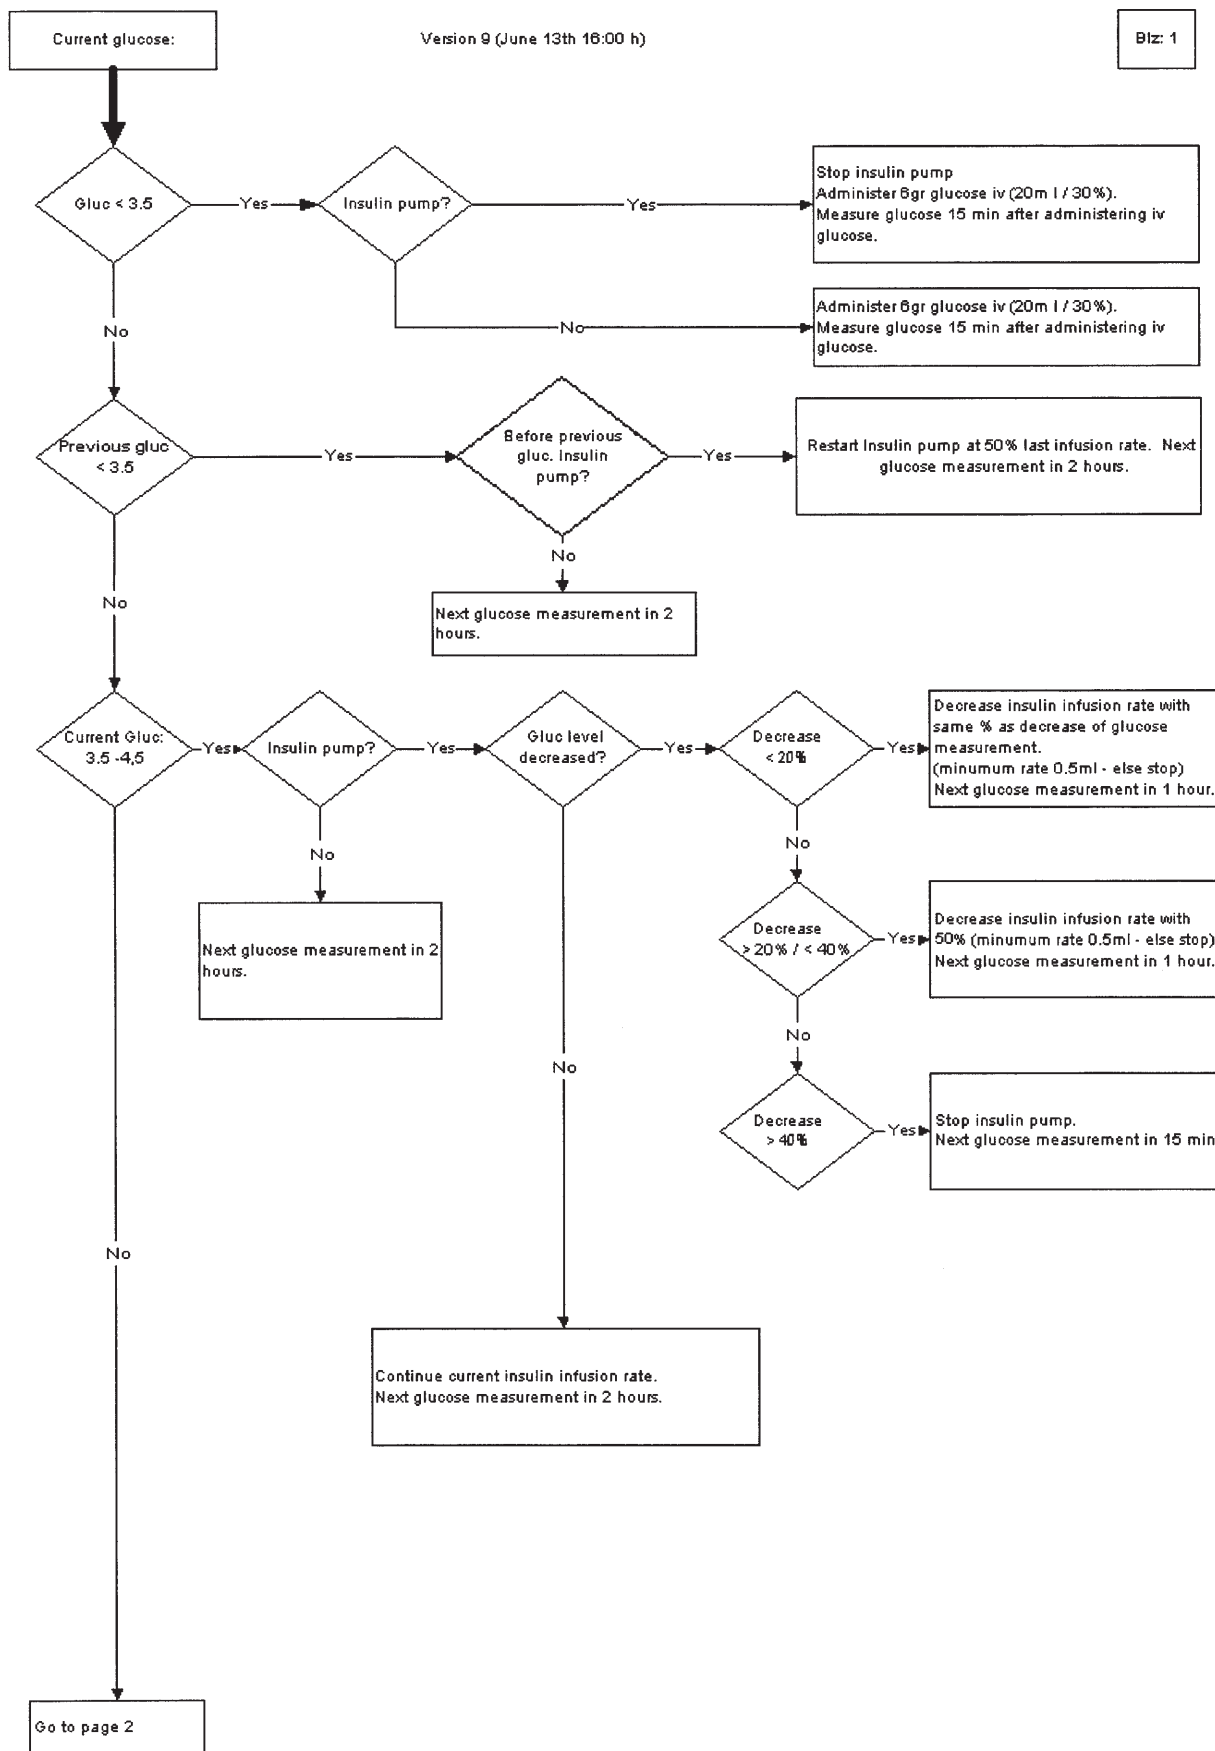 Current glucose:
Version 9 (June 13th 16:00 h)
Blz: 1
Gluc < 3.5
Yes
Insulin pump?
Yes
Stop insulin pump
Administer 6gr glucose iv (20m l / 30%).
Measure glucose 15 min after administering iv
glucose.
No
Administer 6gr glucose iv (20m l / 30%).
Measure glucose 15 min after administering iv
glucose.
No
Previous gluc
< 3.5
Yes
Before previous
gluc. Insulin
pump?
Yes
Restart Insulin pump at 50% last infusion rate. Next
glucose measurement in 2 hours.
No
Next glucose measurement in 2
hours.
No
Current Gluc:
3.5 -4,5
Yes
Insulin pump?
Yes
Gluc level
decreased?
Yes
Decrease
< 20%
Yes
Decrease insulin infusion rate with
same % as decrease of glucose
measurement.
(minumum rate 0.5ml - else stop)
Next glucose measurement in 1 hour.
No
Next glucose measurement in 2
hours.
No
Decrease
> 20% / < 40%
Yes
Decrease insulin infusion rate with
50% (minumum rate 0.5ml - else stop)
Next glucose measurement in 1 hour.
No
Decrease
> 40%
Yes
Stop insulin pump.
Next glucose measurement in 15 min
No
Continue current insulin infusion rate.
Next glucose measurement in 2 hours.
No
Go to page 2